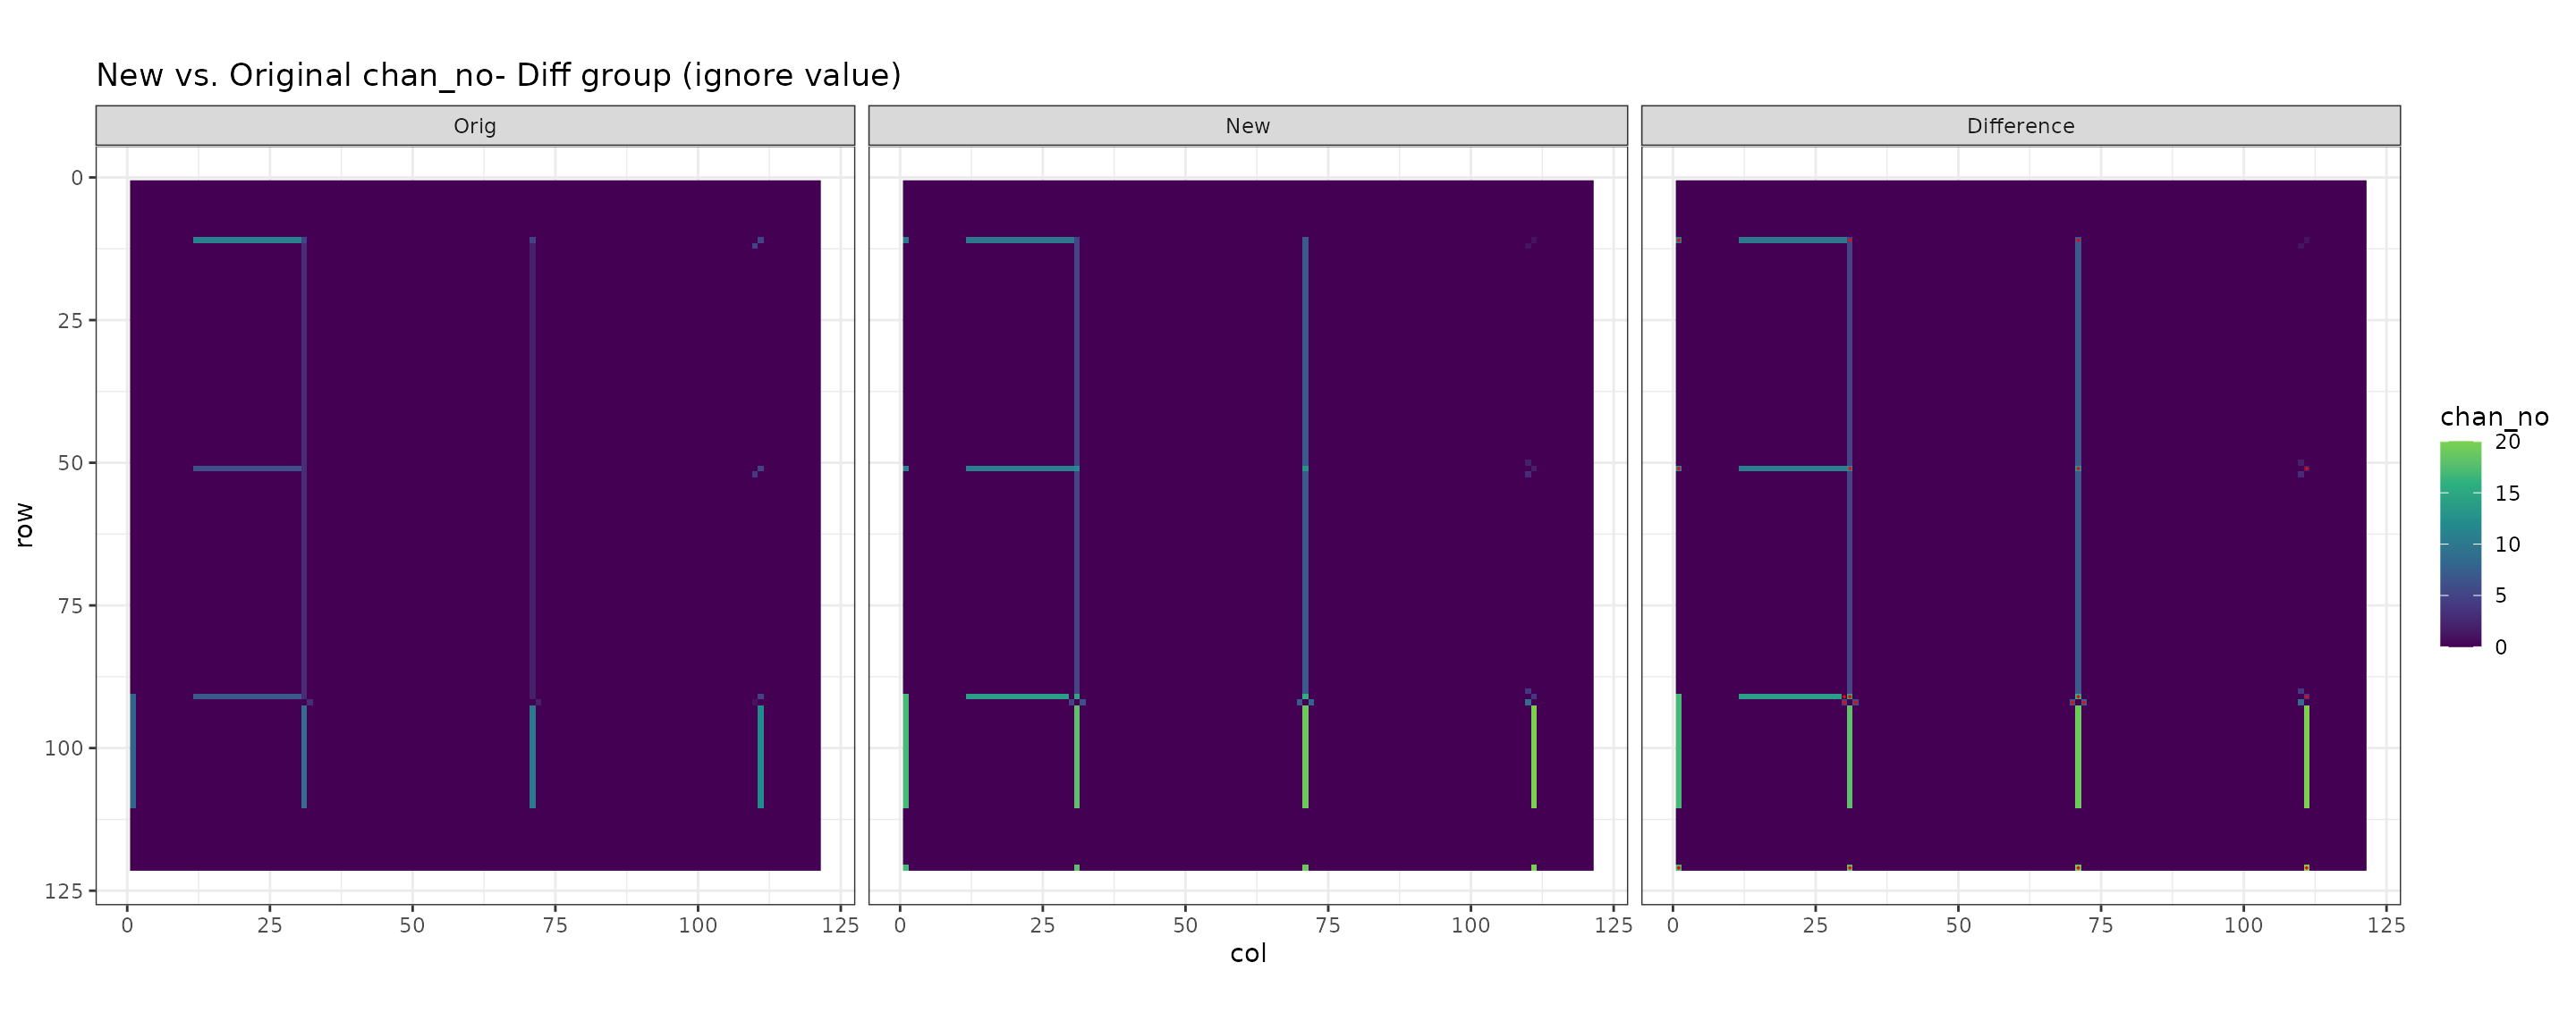 New vs. Original chan_no- Diff group (ignore value)
Orig
New
Difference
0
25
50
75
100
125
row
0 25 50 75 100 125
0 25 50 75 100 125
0 25 50 75 100 125
col
chan_no
20
15
10
5
0